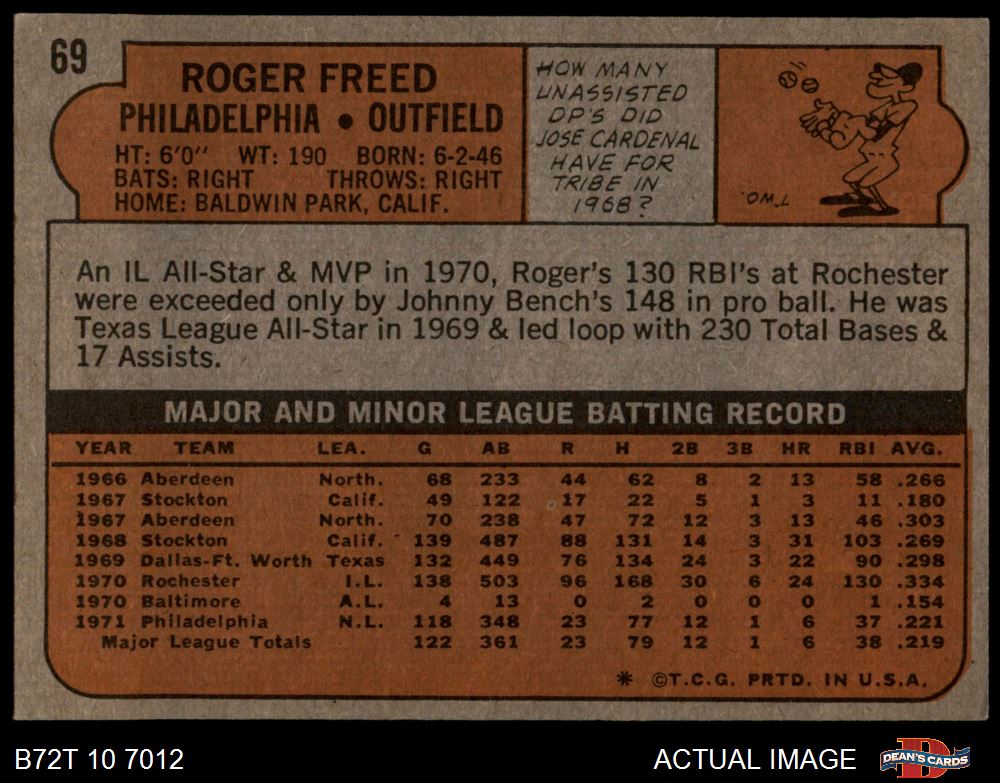 69
ROGER FREED
PHILADELPHIA • OUTFIELD
HT: 6'0" WT: 190 BORN: 6-2-46
BATS: RIGHT THROWS: RIGHT
HOME: BALDWIN PARK, CALIF.
HOW MANY
UNASSISTED
DP'S DID
JOSE CARDENAL
HAVE FOR
TRIBE IN
1968?
TWO.
An IL All-Star & MVP in 1970, Roger's 130 RBI's at Rochester
were exceeded only by Johnny Bench's 148 in pro ball. He was
Texas League All-Star in 1969 & led loop with 230 Total Bases &
17 Assists.
MAJOR AND MINOR LEAGUE BATTING RECORD
YEAR TEAM LEA. G AB R H 2B 3B HR RBI AVG.
1966 Aberdeen North. 68 233 44 62 8 2 13 58 .266
1967 Stockton Calif. 49 122 17 22 5 1 3 11 .180
1967 Aberdeen North. 70 238 47 72 12 3 13 46 .303
1968 Stockton Calif. 139 487 88 131 14 3 31 103 .269
1969 Dallas-Ft. Worth Texas 132 449 76 134 24 3 22 90 .298
1970 Rochester I.L. 138 503 96 168 30 6 24 130 .334
1970 Baltimore A.L. 4 13 0 2 0 0 0 1 .154
1971 Philadelphia N.L. 118 348 23 77 12 1 6 37 .221
Major League Totals 122 361 23 79 12 1 6 38 .219
* ©T.C.G. PRTD. IN U.S.A.
B72T 10 7012 ACTUAL IMAGE DEAN'S CARDS